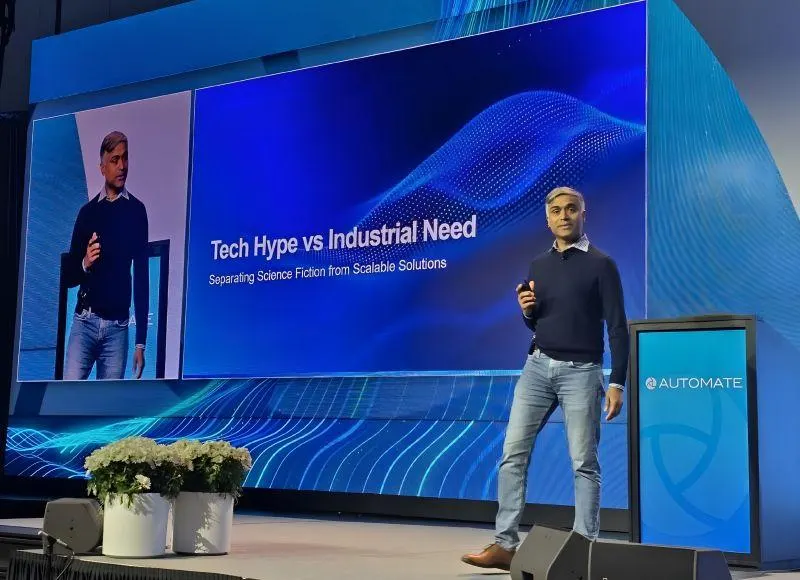 Tech Hype vs Industrial Need
Separating Science Fiction from Scalable Solutions
AUTOMATE